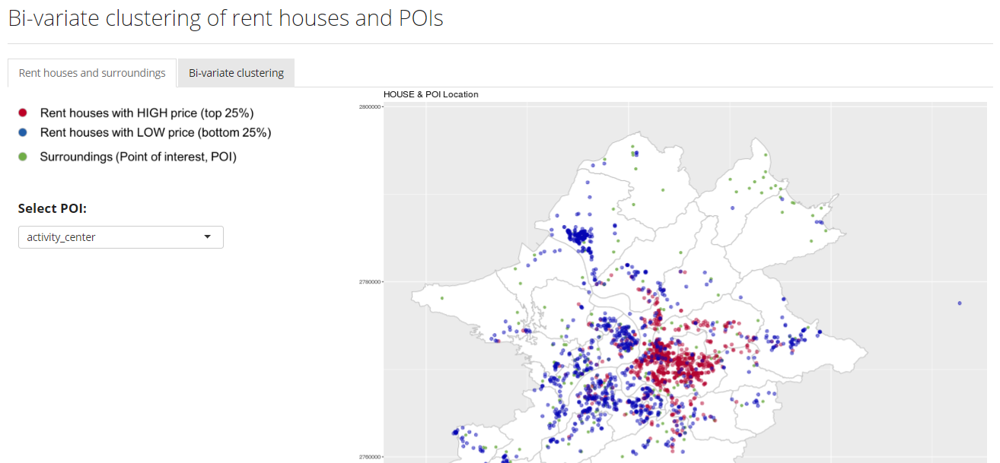 Bi-variate clustering of rent houses and POIs
Rent houses and surroundings
Bi-variate clustering
Rent houses with HIGH price (top 25%)
Rent houses with LOW price (bottom 25%)
Surroundings (Point of interest, POI)
Select POI:
activity_center
HOUSE & POI Location
2800000
2780000
2760000